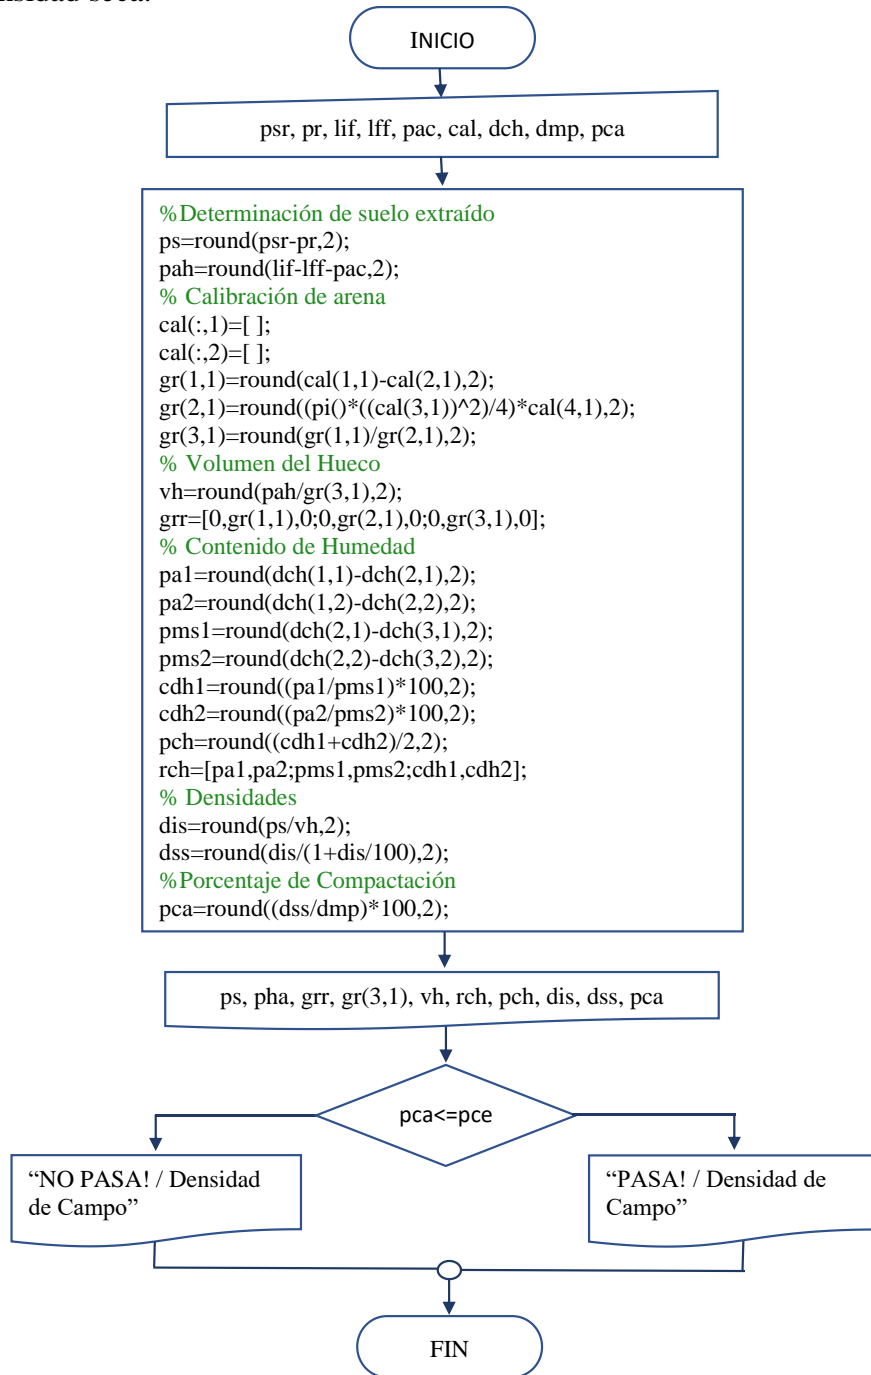 INICIO
psr, pr, lif, lff, pac, cal, dch, dmp, pca
%Determinación de suelo extraído
ps=round(psr-pr,2);
pah=round(lif-lff-pac,2);
% Calibración de arena
cal(:,1)=[ ];
cal(:,2)=[ ];
gr(1,1)=round(cal(1,1)-cal(2,1),2);
gr(2,1)=round((pi()*((cal(3,1))^2)/4)*cal(4,1),2);
gr(3,1)=round(gr(1,1)/gr(2,1),2);
% Volumen del Hueco
vh=round(pah/gr(3,1),2);
grr=[0,gr(1,1),0;0,gr(2,1),0;0,gr(3,1),0];
% Contenido de Humedad
pa1=round(dch(1,1)-dch(2,1),2);
pa2=round(dch(1,2)-dch(2,2),2);
pms1=round(dch(2,1)-dch(3,1),2);
pms2=round(dch(2,2)-dch(3,2),2);
cdh1=round((pa1/pms1)*100,2);
cdh2=round((pa2/pms2)*100,2);
pch=round((cdh1+cdh2)/2,2);
rch=[pa1,pa2;pms1,pms2;cdh1,cdh2];
% Densidades
dis=round(ps/vh,2);
dss=round(dis/(1+dis/100),2);
%Porcentaje de Compactación
pca=round((dss/dmp)*100,2);
ps, pha, grr, gr(3,1), vh, rch, pch, dis, dss, pca
pca<=pce
“NO PASA! / Densidad
de Campo”
“PASA! / Densidad de
Campo”
FIN